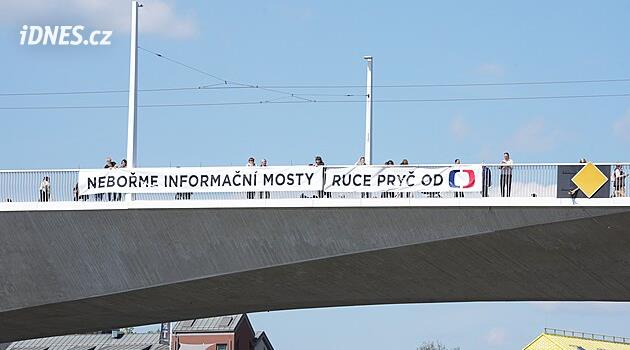 iDNES.cz
NEBOŘME INFORMAČNÍ MOSTY RUCE PRYČ OD